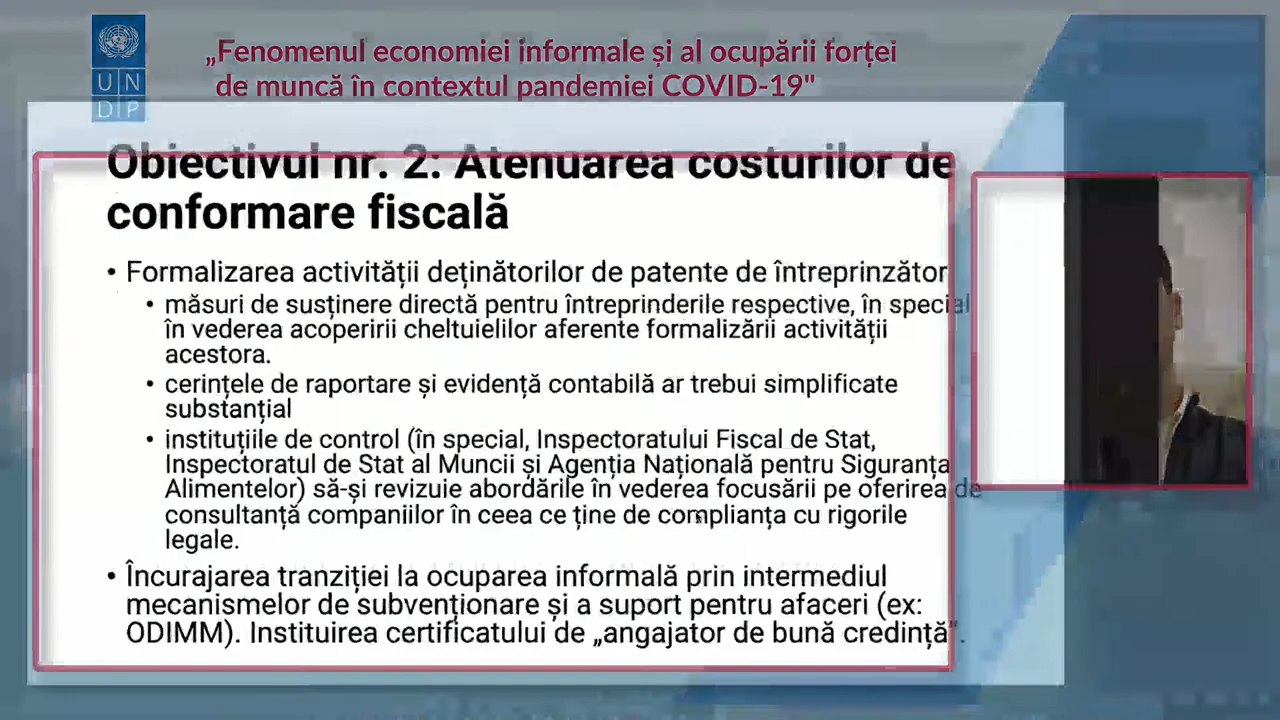 UN
DP
„Fenomenul economiei informale și al ocupării forței
de muncă în contextul pandemiei COVID-19"
Obiectivul nr. 2: Atenuarea costurilor de
conformare fiscală
• Formalizarea activității deținătorilor de patente de întreprinzător
• măsuri de susținere directă pentru întreprinderile respective, în special
în vederea acoperirii cheltuielilor aferente formalizării activității
acestora.
• cerințele de raportare și evidență contabilă ar trebui simplificate
substanțial
• instituțiile de control (în special, Inspectoratului Fiscal de Stat,
Inspectoratul de Stat al Muncii și Agenția Națională pentru Siguranța
Alimentelor) să-și revizuie abordările în vederea focusării pe oferirea de
consultanță companiilor în ceea ce ține de complianța cu rigorile
legale.
• Încurajarea tranziției la ocuparea informală prin intermediul
mecanismelor de subvenționare și a suport pentru afaceri (ex:
ODIMM). Instituirea certificatului de „angajator de bună credință”.